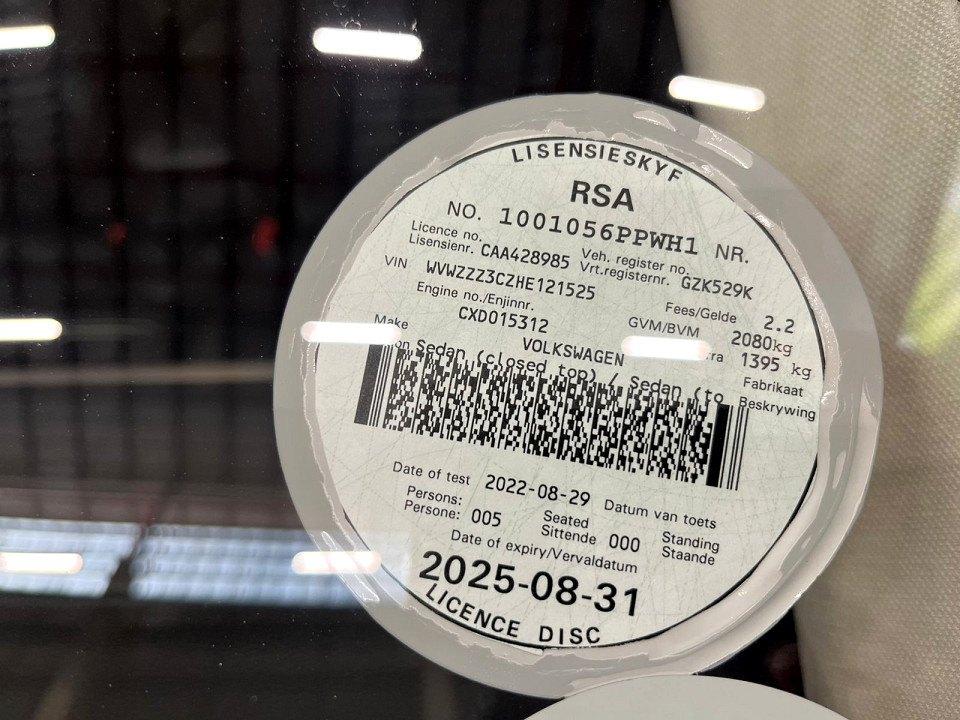 LISENSIESKYF
RSA
NO. 1001056PPWH1 NR.
Licence no. Veh. register no.
Lisensienr. CAA428985 Vrt.registernr. GZK529K
VIN WVWZZZ3CZHE121525 Fees/Gelde 2.2
Engine no./Enjinnr. GVM/BVM 2080kg
CXD015312 ra 1395 kg
Make VOLKSWAGEN Fabrikaat
on Sedan (closed top) / Sedan (to Beskrywing
Date of test 2022-08-29 Datum van toets
Persons: Seated Standing
Persone: 005 Sittende 000 Staande
Date of expiry/Vervaldatum
2025-08-31
LICENCE DISC